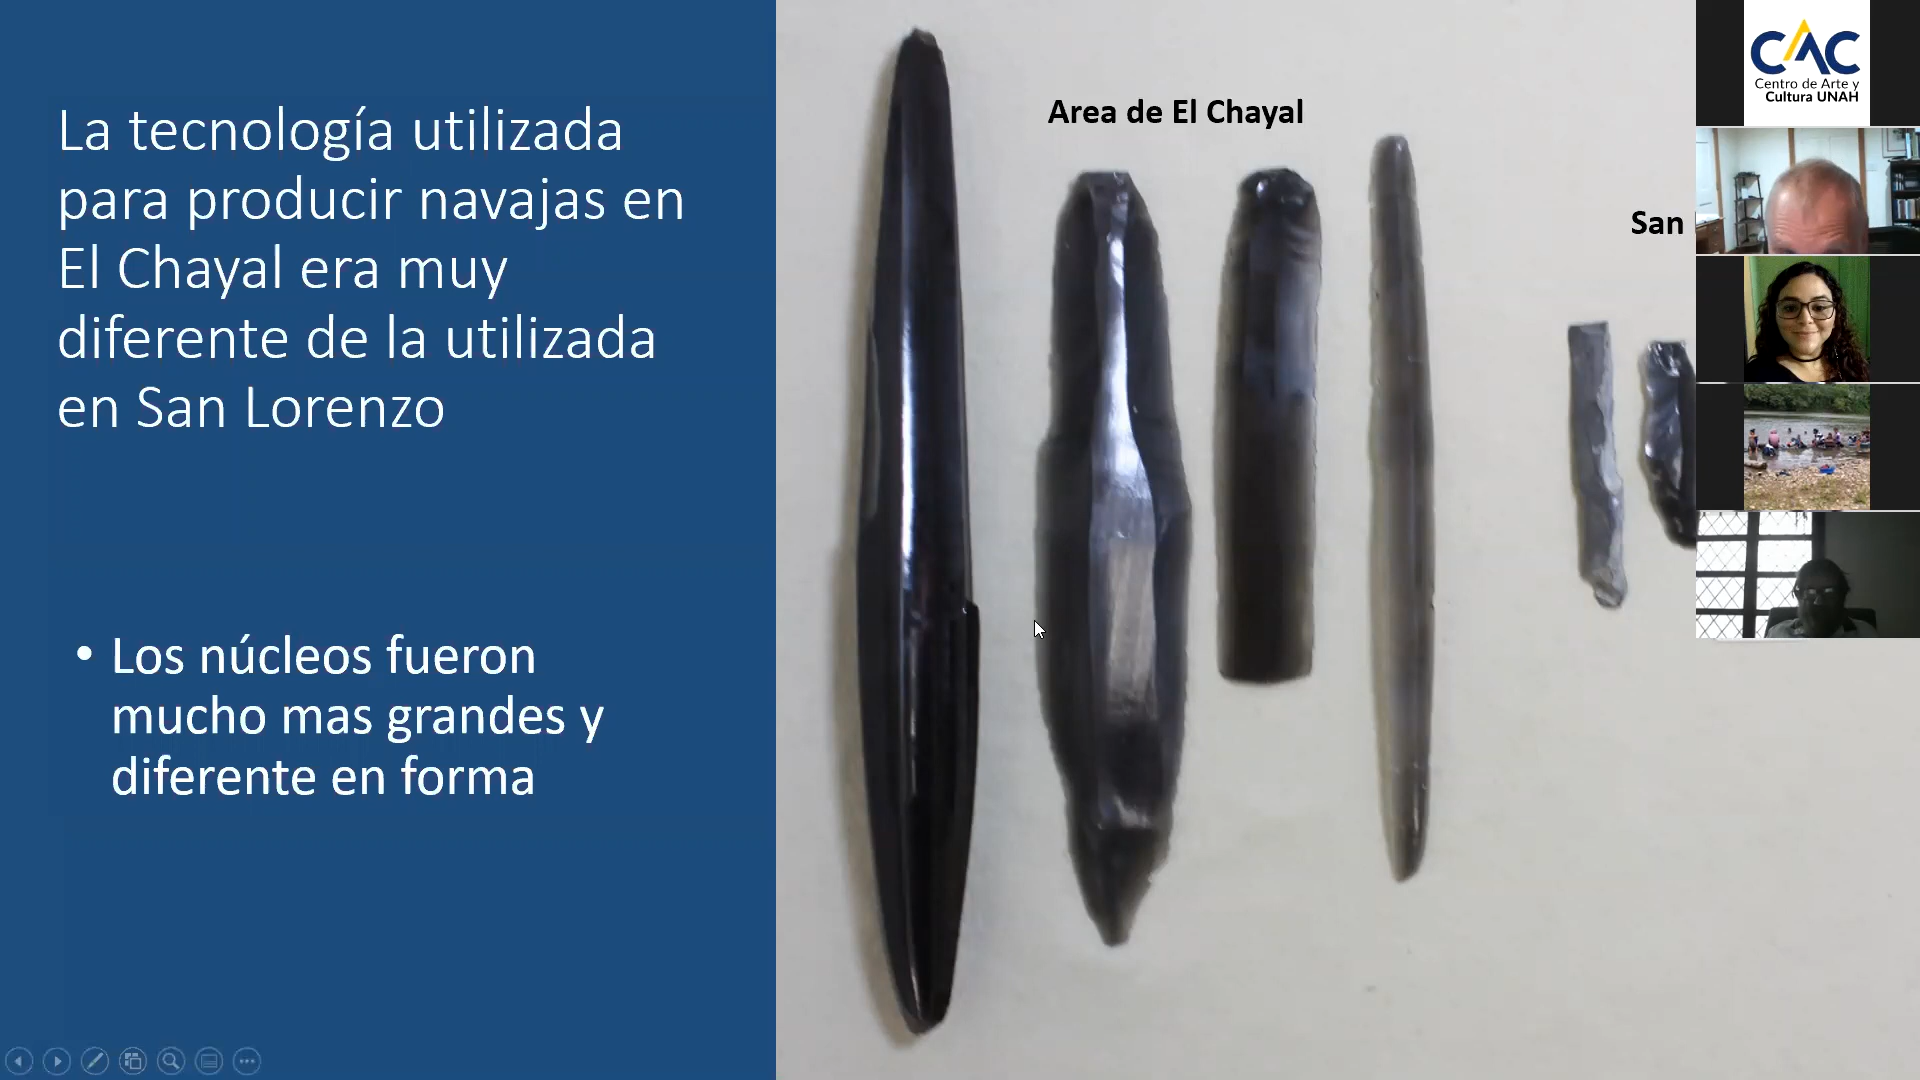 La tecnología utilizada
para producir navajas en
El Chayal era muy
diferente de la utilizada
en San Lorenzo
• Los núcleos fueron
mucho mas grandes y
diferente en forma
Area de El Chayal
San
CAC
Centro de Arte y
Cultura UNAH